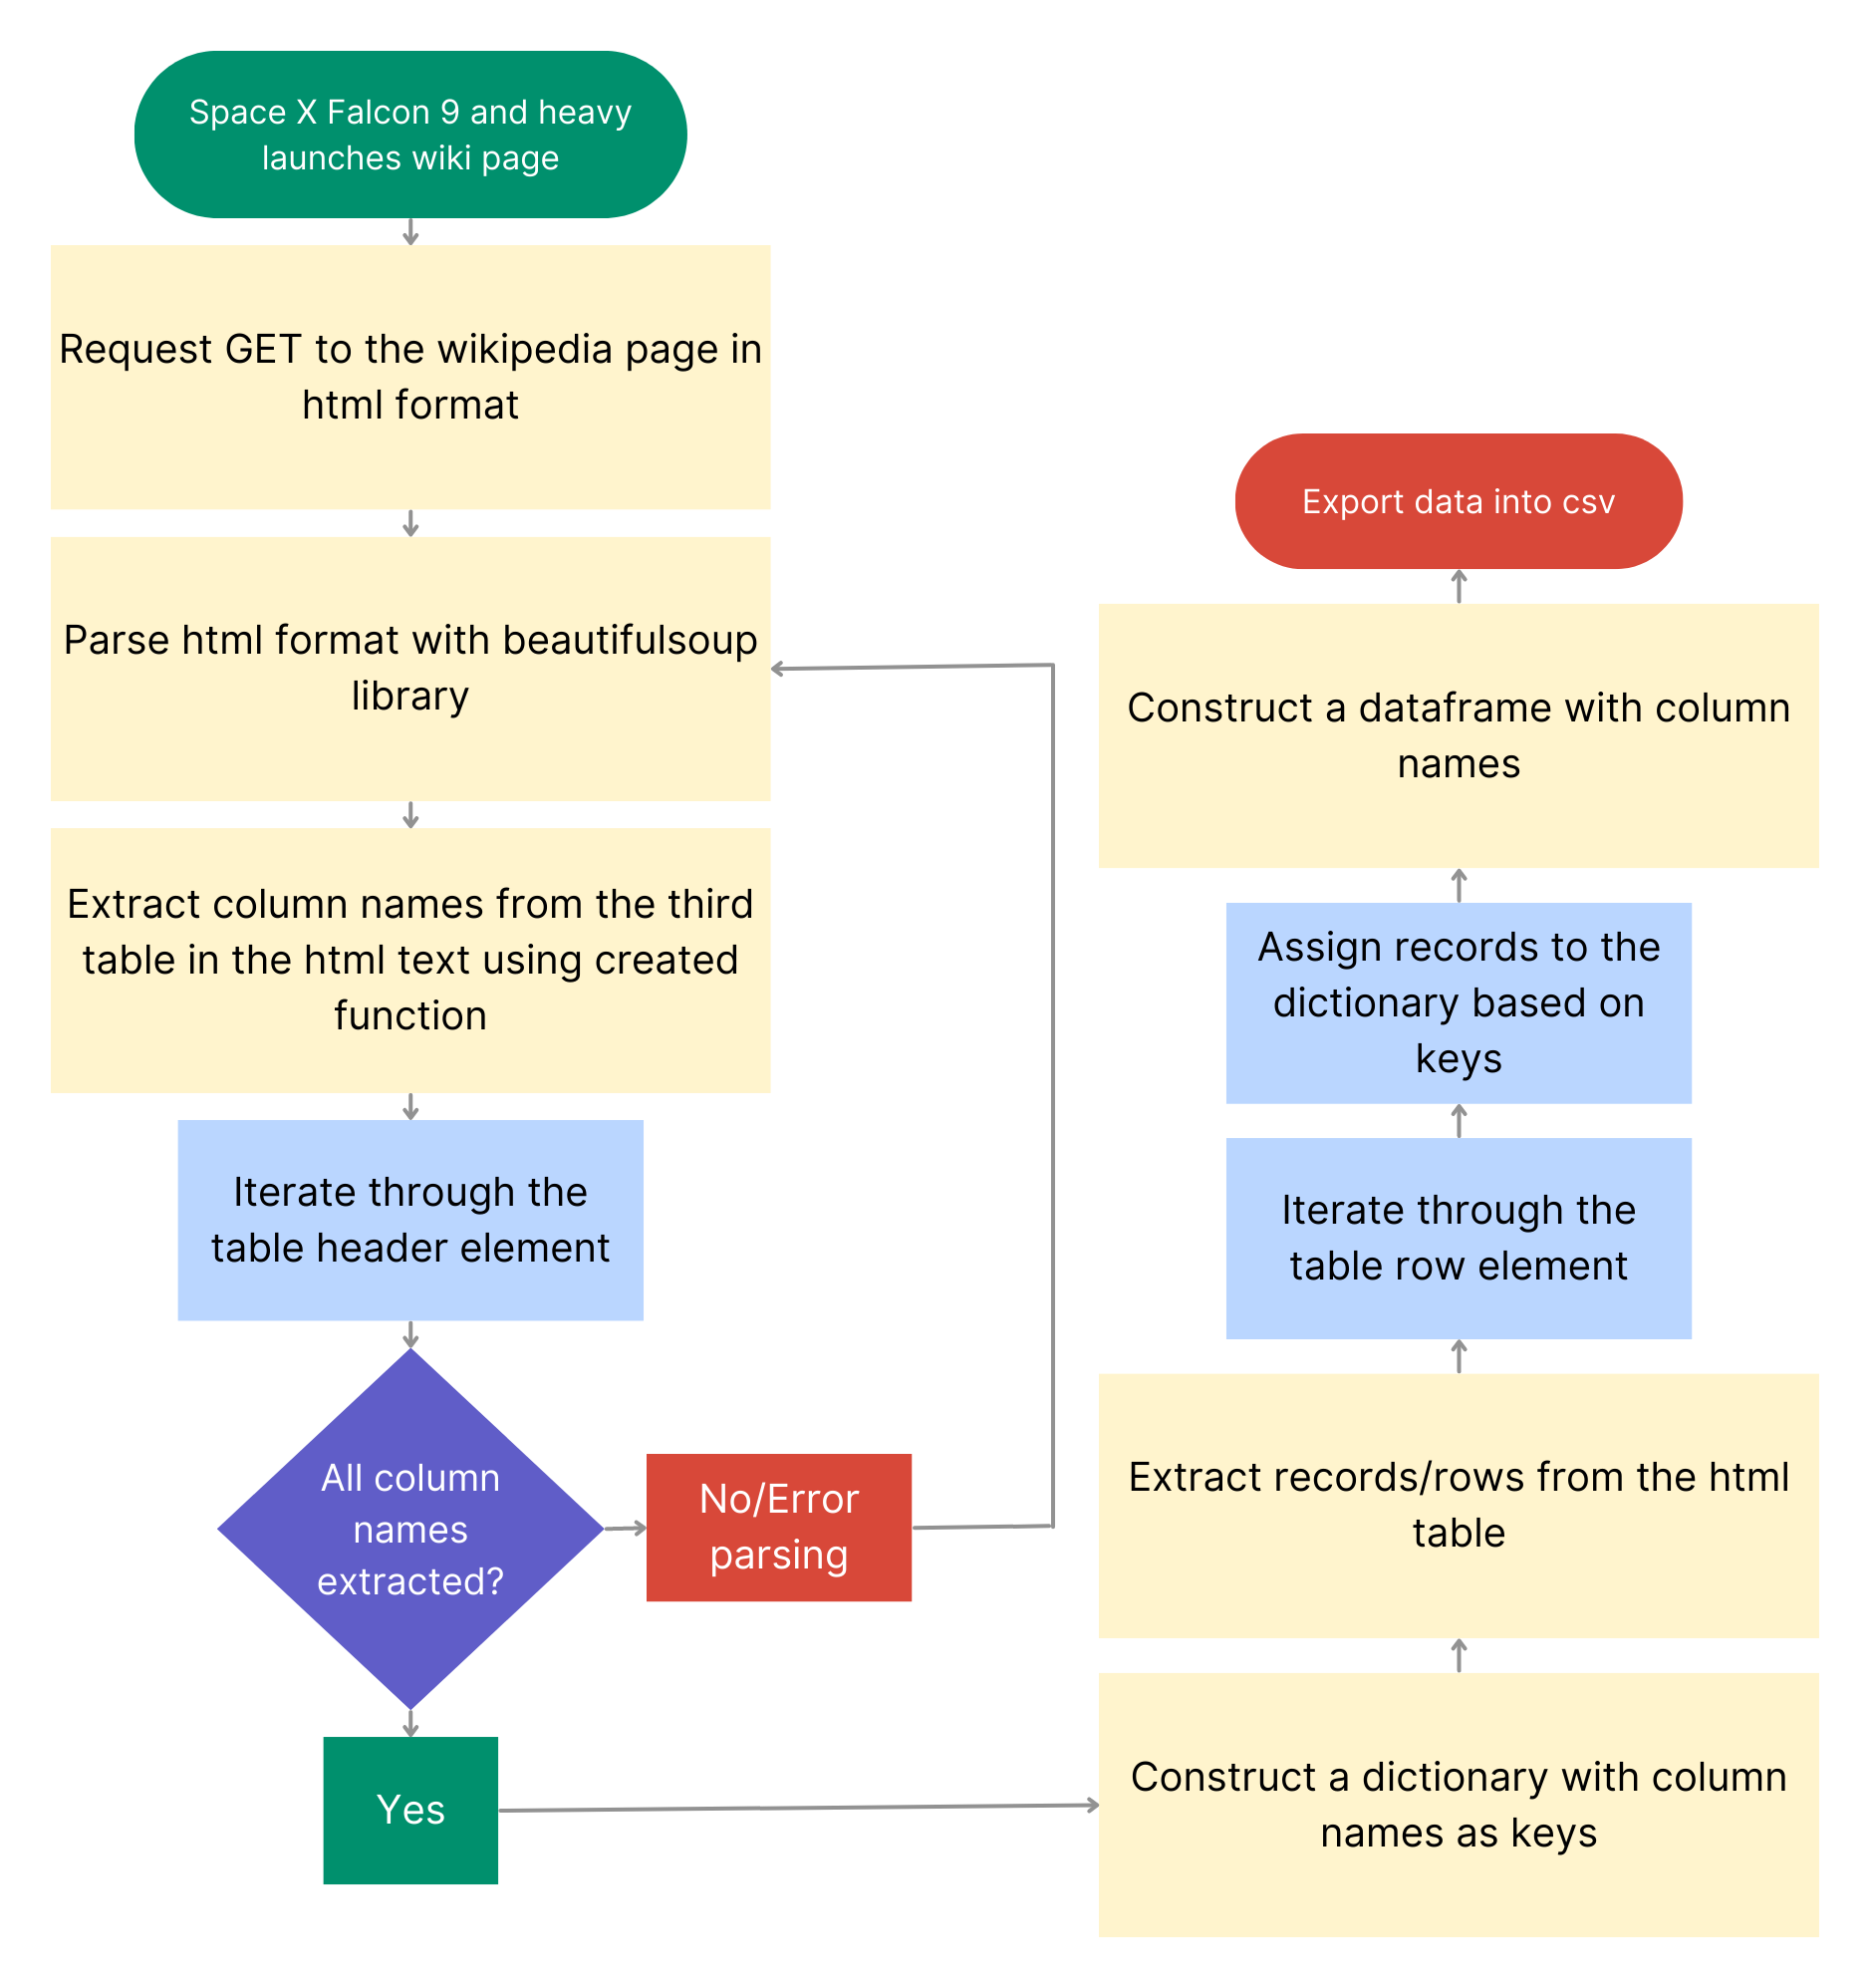 Space X Falcon 9 and heavy
launches wiki page
Request GET to the wikipedia page in
html format
Parse html format with beautifulsoup
library
Extract column names from the third
table in the html text using created
function
Iterate through the
table header element
All column
names
extracted?
No/Error
parsing
Yes
Construct a dictionary with column
names as keys
Extract records/rows from the html
table
Iterate through the
table row element
Assign records to the
dictionary based on
keys
Construct a dataframe with column
names
Export data into csv